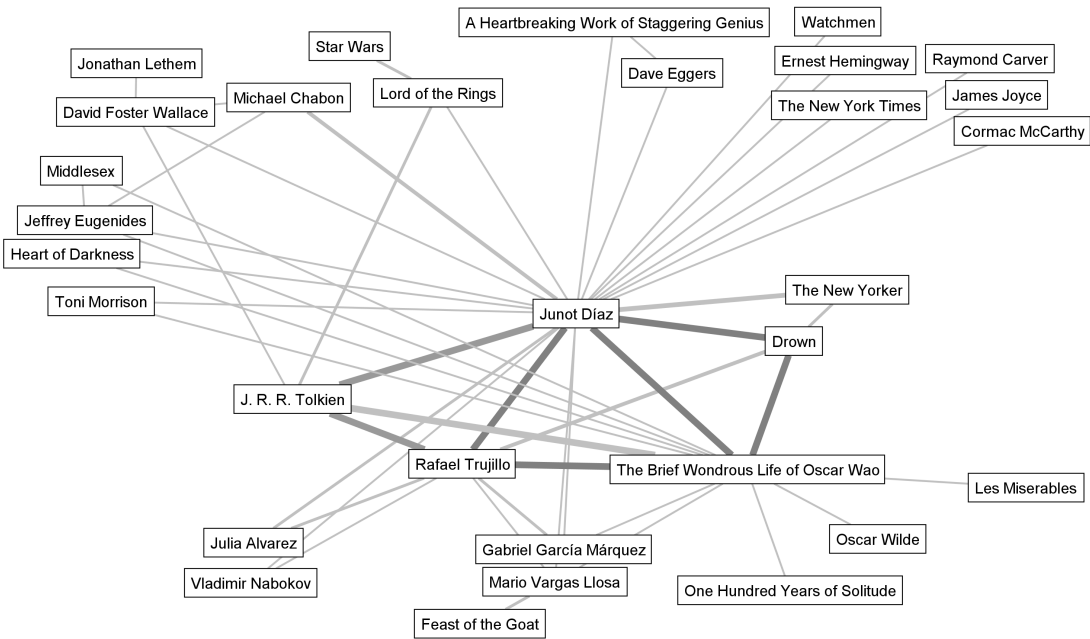 A Heartbreaking Work of Staggering Genius
Watchmen
Star Wars
Ernest Hemingway
Raymond Carver
Jonathan Lethem
Dave Eggers
Michael Chabon
Lord of the Rings
James Joyce
The New York Times
David Foster Wallace
Cormac McCarthy
Middlesex
Jeffrey Eugenides
Heart of Darkness
The New Yorker
Toni Morrison
Junot Díaz
Drown
J. R. R. Tolkien
Rafael Trujillo
The Brief Wondrous Life of Oscar Wao
Les Miserables
Oscar Wilde
Julia Alvarez
Gabriel García Márquez
Vladimir Nabokov
Mario Vargas Llosa
One Hundred Years of Solitude
Feast of the Goat